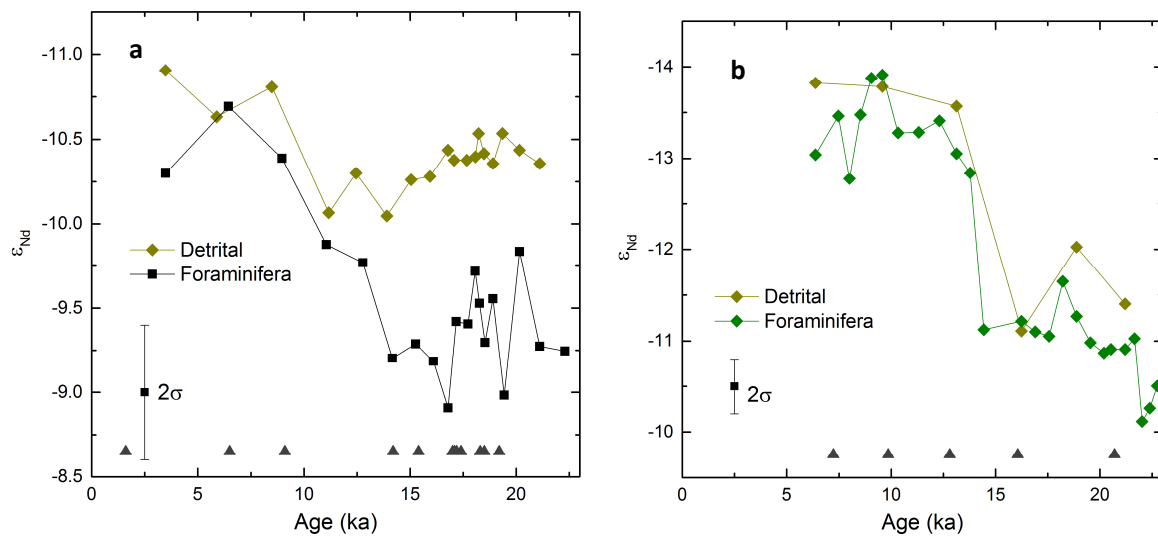 a
-11.0
-10.5
-10.0
-9.5
-9.0
-8.5
εNd
Detrital
Foraminifera
2σ
0 5 10 15 20
Age (ka)
b
-14
-13
-12
-11
-10
εNd
Detrital
Foraminifera
2σ
0 5 10 15 20
Age (ka)